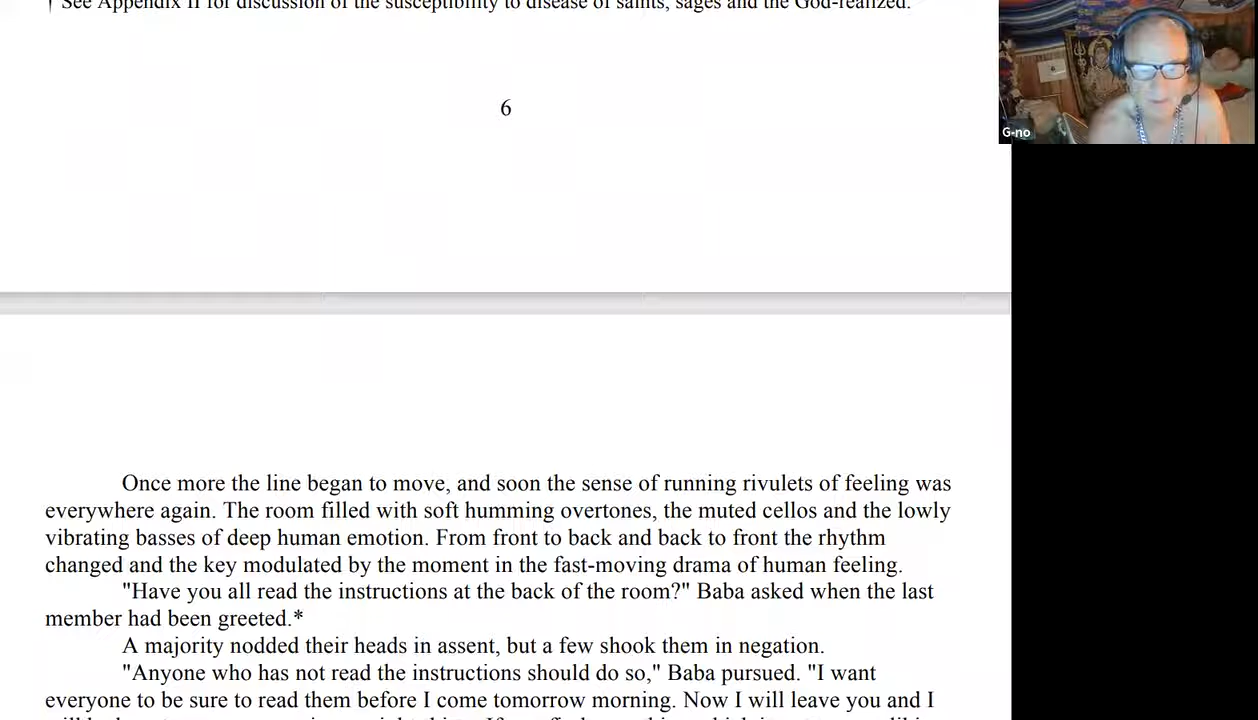 † See Appendix II for discussion of the susceptibility to disease of saints, sages and the God-realized.
6
G-no
Once more the line began to move, and soon the sense of running rivulets of feeling was
everywhere again. The room filled with soft humming overtones, the muted cellos and the lowly
vibrating basses of deep human emotion. From front to back and back to front the rhythm
changed and the key modulated by the moment in the fast-moving drama of human feeling.
"Have you all read the instructions at the back of the room?" Baba asked when the last
member had been greeted.*
A majority nodded their heads in assent, but a few shook them in negation.
"Anyone who has not read the instructions should do so," Baba pursued. "I want
everyone to be sure to read them before I come tomorrow morning. Now I will leave you and I